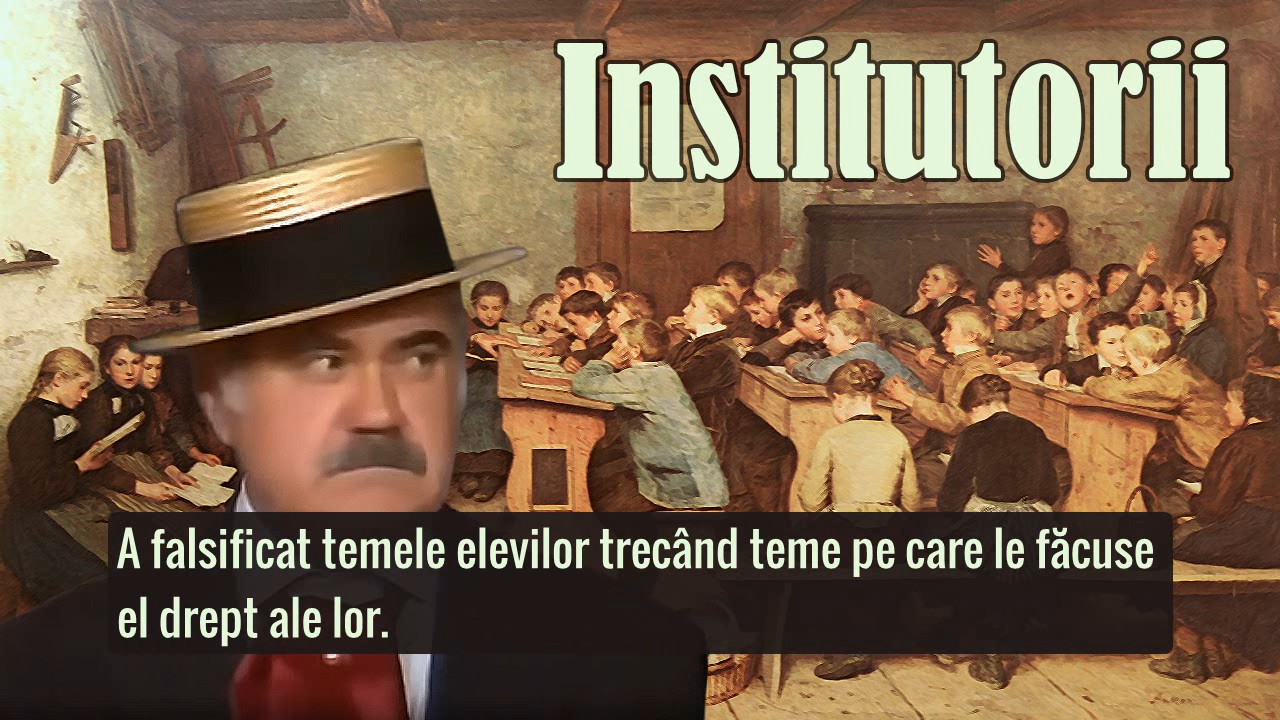 Institutorii
A falsificat temele elevilor trecând teme pe care le făcuse
el drept ale lor.